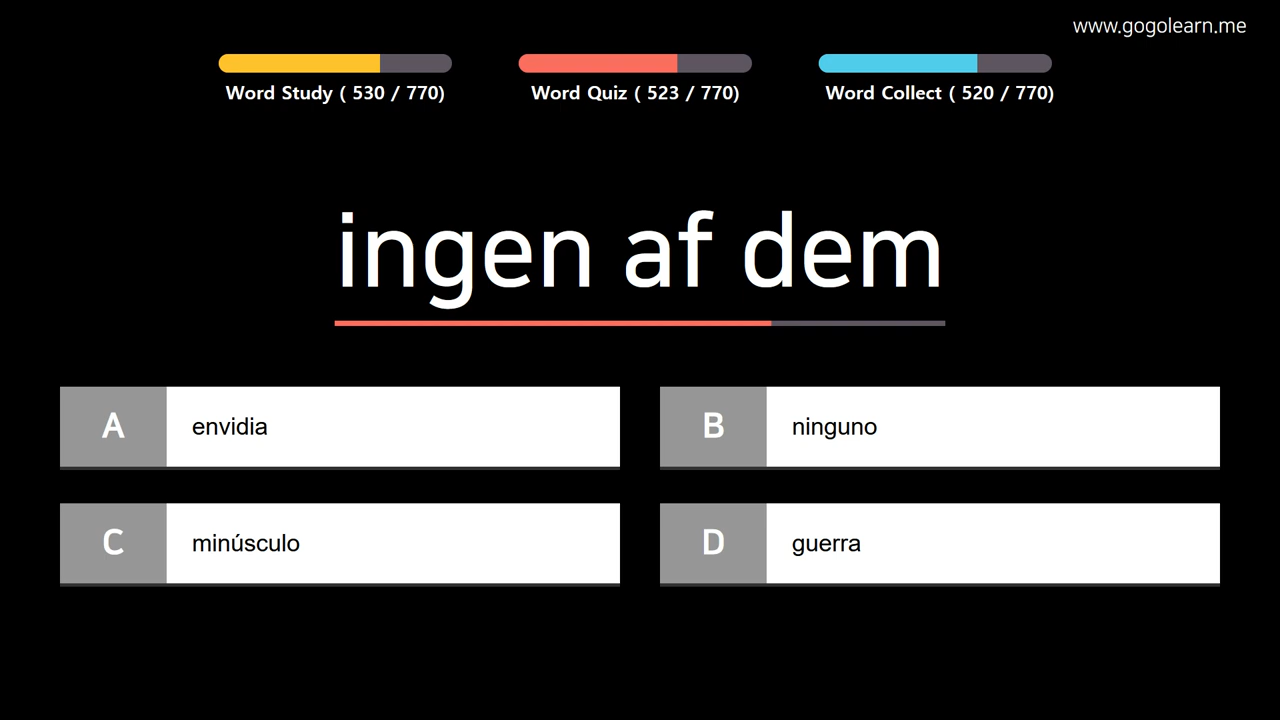 www.gogolearn.me
Word Study ( 530 / 770)
Word Quiz ( 523 / 770)
Word Collect ( 520 / 770)
ingen af dem
A
envidia
B
ninguno
C
minúsculo
D
guerra